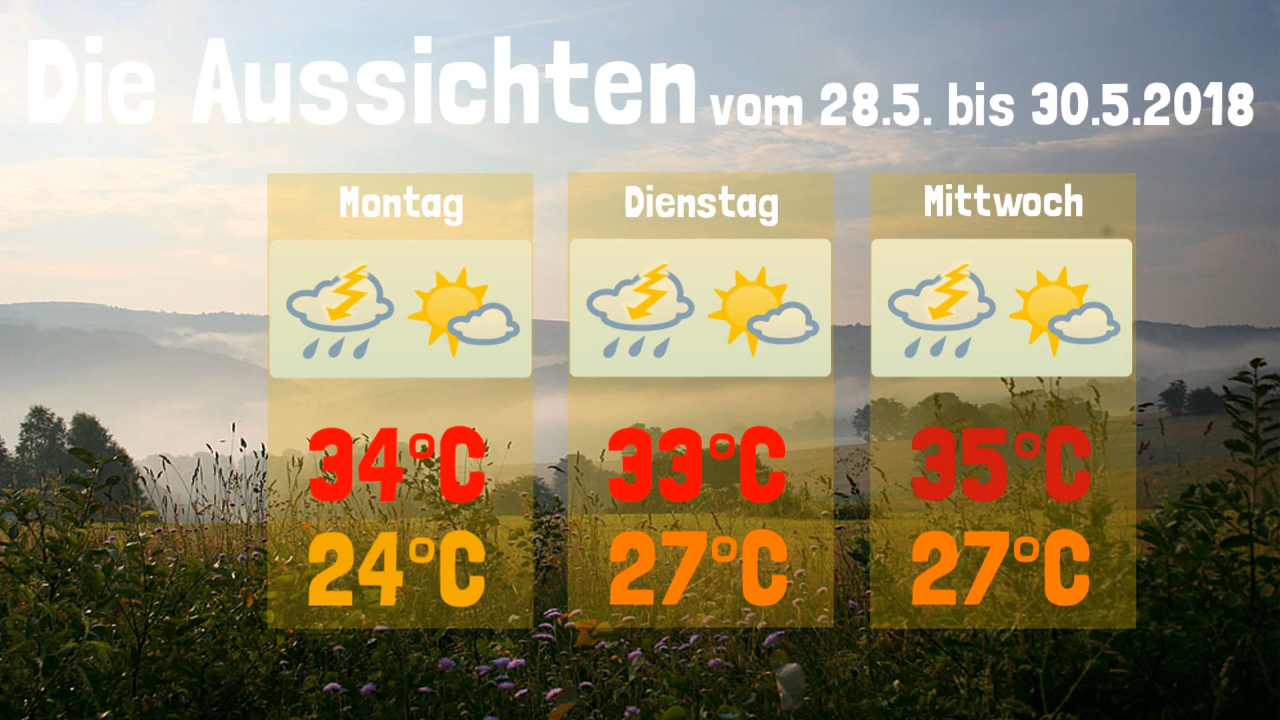 Die Aussichten vom 28.5. bis 30.5.2018
Montag Dienstag Mittwoch
34°C 33°C 35°C
24°C 27°C 27°C